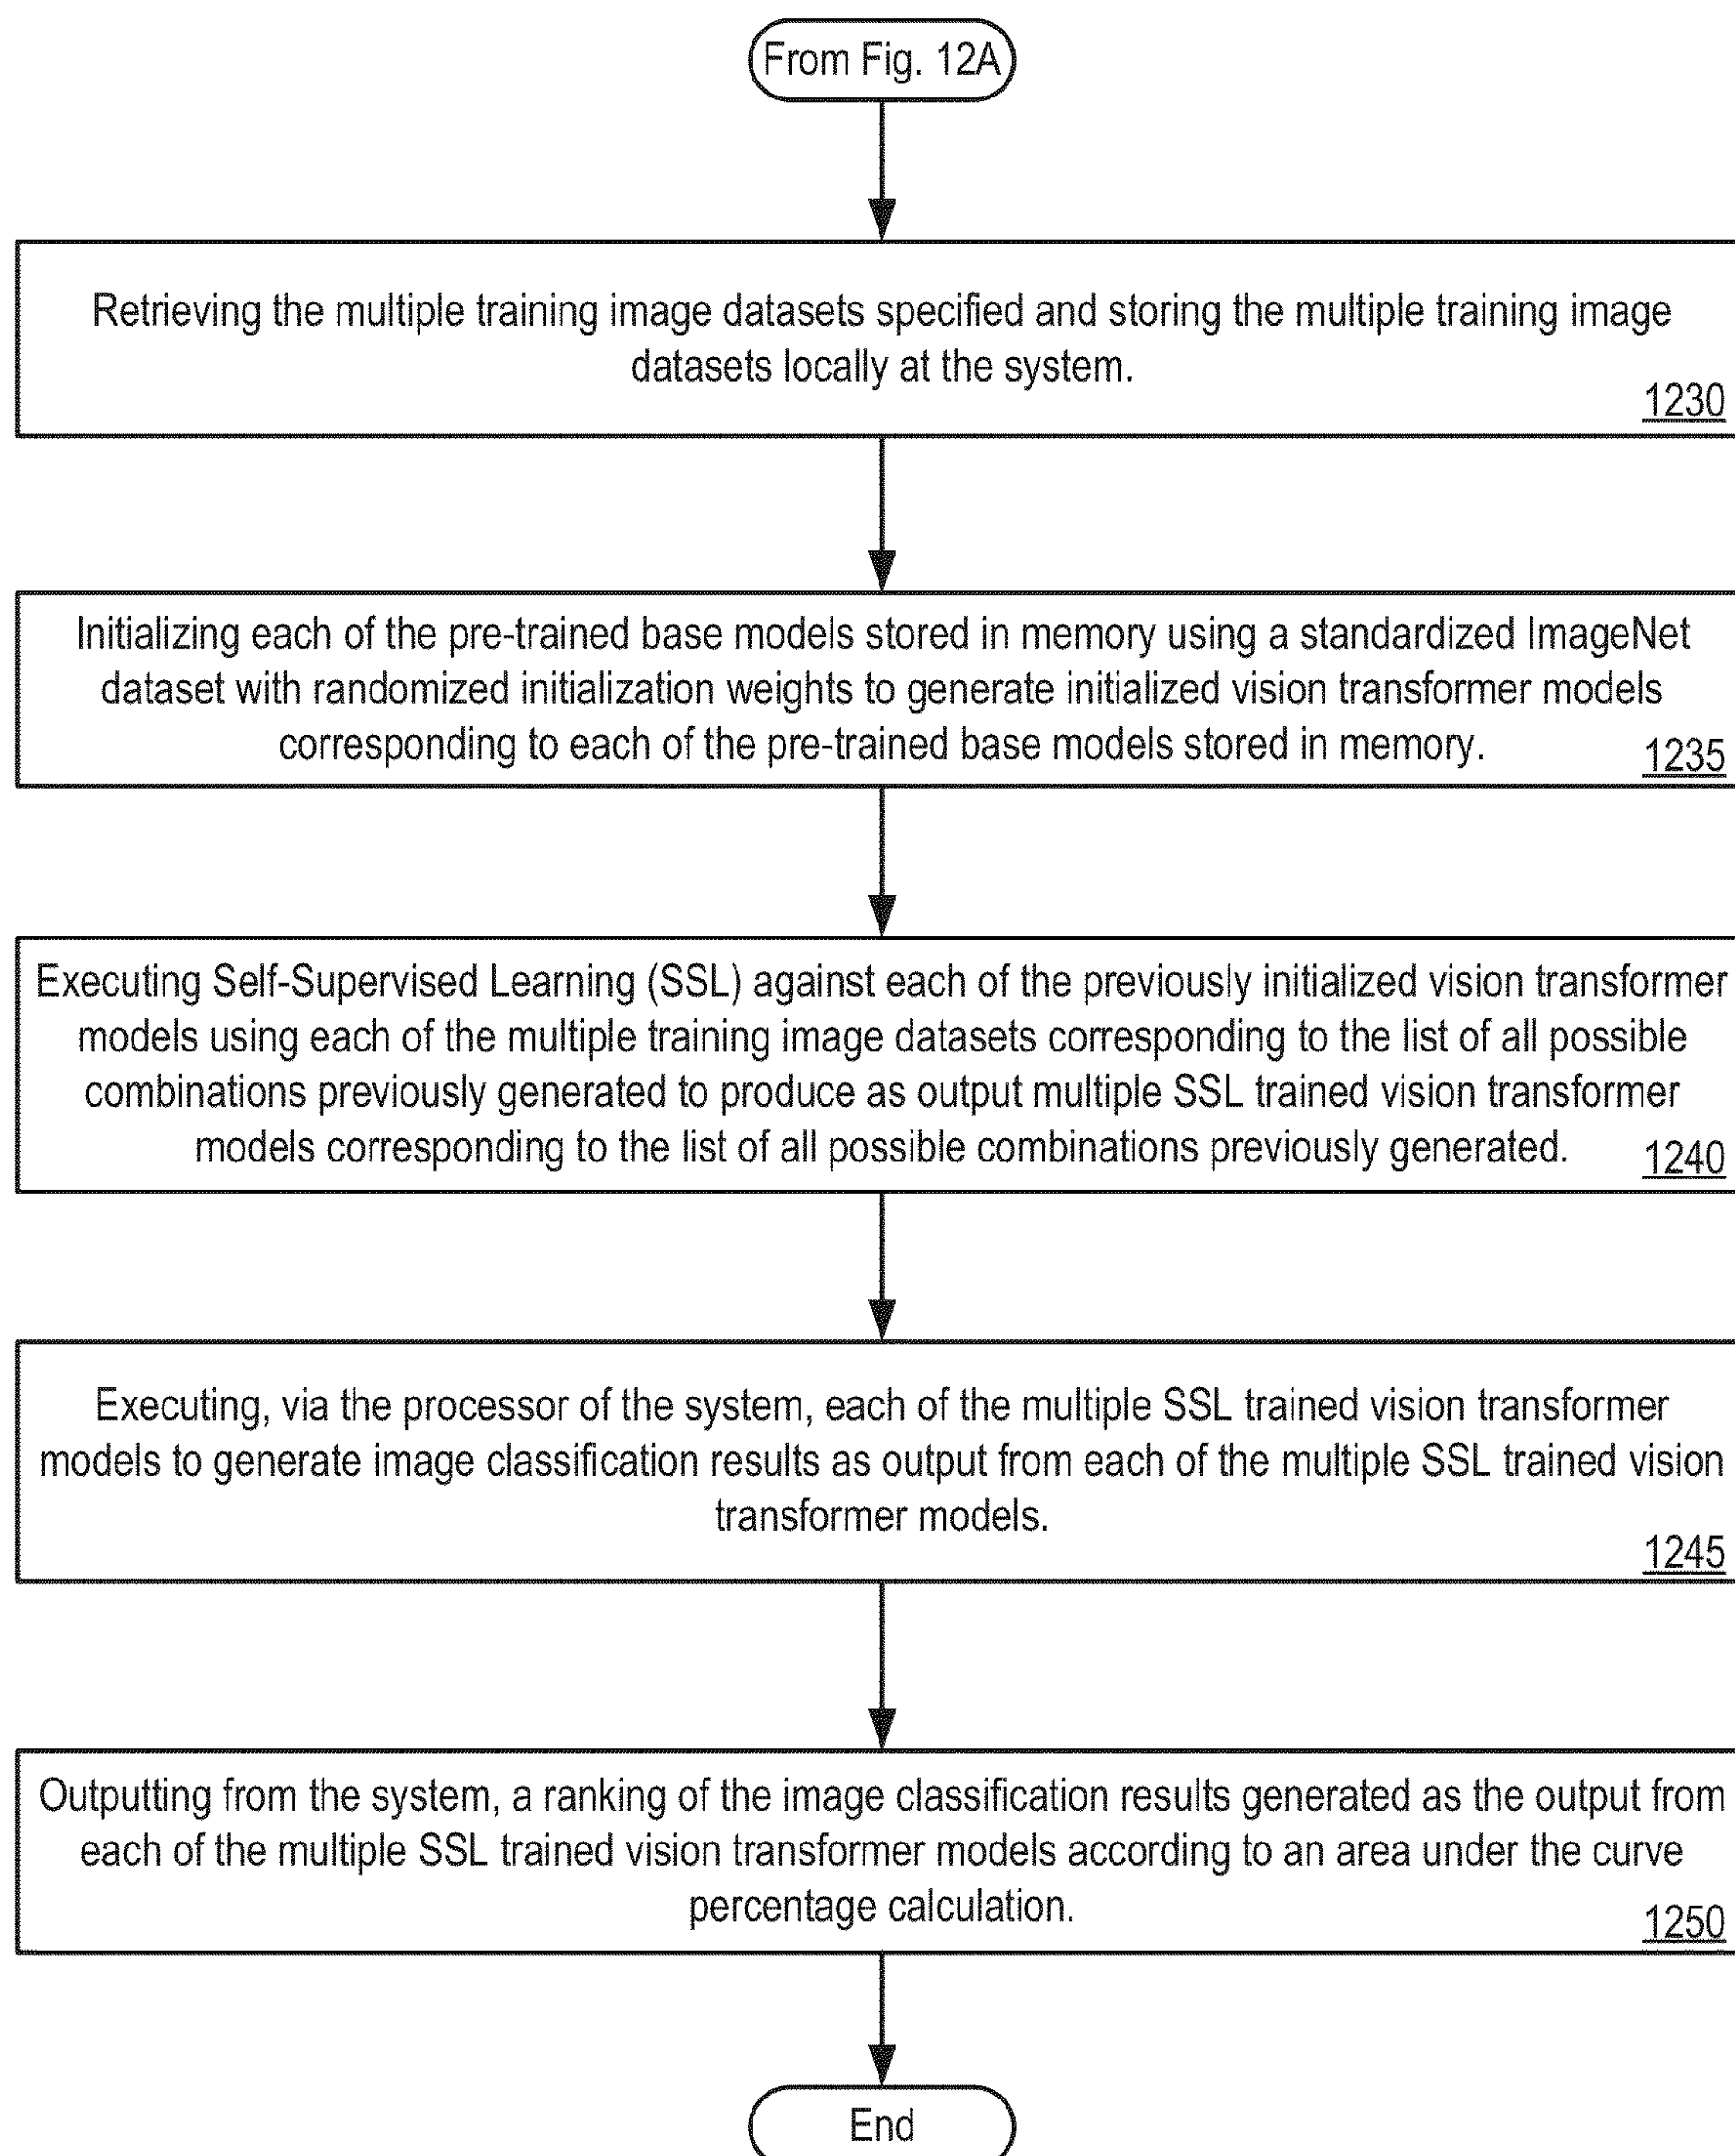 From Fig. 12A
Retrieving the multiple training image datasets specified and storing the multiple training image
datasets locally at the system.
1230
Initializing each of the pre-trained base models stored in memory using a standardized ImageNet
dataset with randomized initialization weights to generate initialized vision transformer models
corresponding to each of the pre-trained base models stored in memory.
1235
Executing Self-Supervised Learning (SSL) against each of the previously initialized vision transformer
models using each of the multiple training image datasets corresponding to the list of all possible
combinations previously generated to produce as output multiple SSL trained vision transformer
models corresponding to the list of all possible combinations previously generated.
1240
Executing, via the processor of the system, each of the multiple SSL trained vision transformer
models to generate image classification results as output from each of the multiple SSL trained vision
transformer models.
1245
Outputting from the system, a ranking of the image classification results generated as the output from
each of the multiple SSL trained vision transformer models according to an area under the curve
percentage calculation.
1250
End